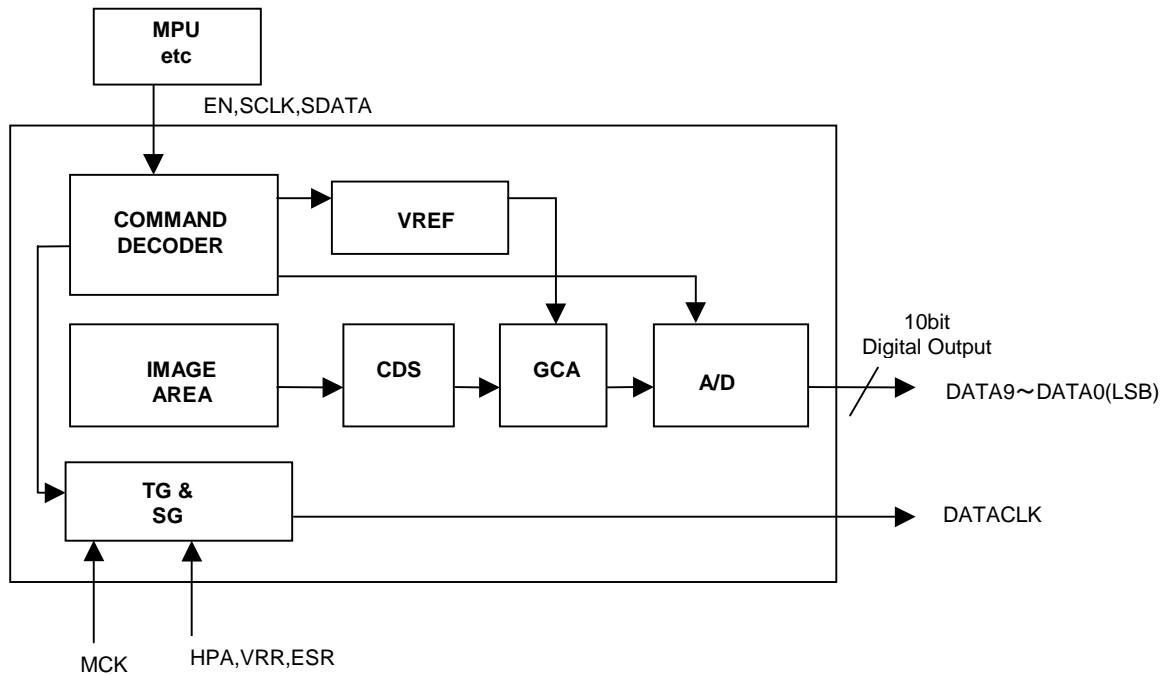 MPU
etc
EN,SCLK,SDATA
COMMAND
DECODER
VREF
IMAGE
AREA
CDS
GCA
A/D
10bit
Digital Output
DATA9～DATA0(LSB)
TG &
SG
DATACLK
MCK
HPA,VRR,ESR